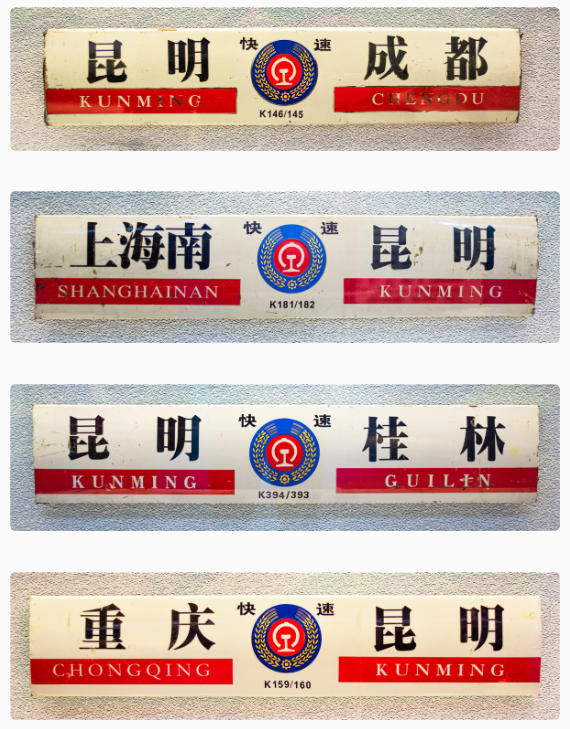 昆明 快速 成都
KUNMING CHENGDU
K146/145
上海南 快速 昆明
SHANGHAINAN KUNMING
K181/182
昆明 快速 桂林
KUNMING GUILIN
K394/393
重庆 快速 昆明
CHONGQING KUNMING
K159/160